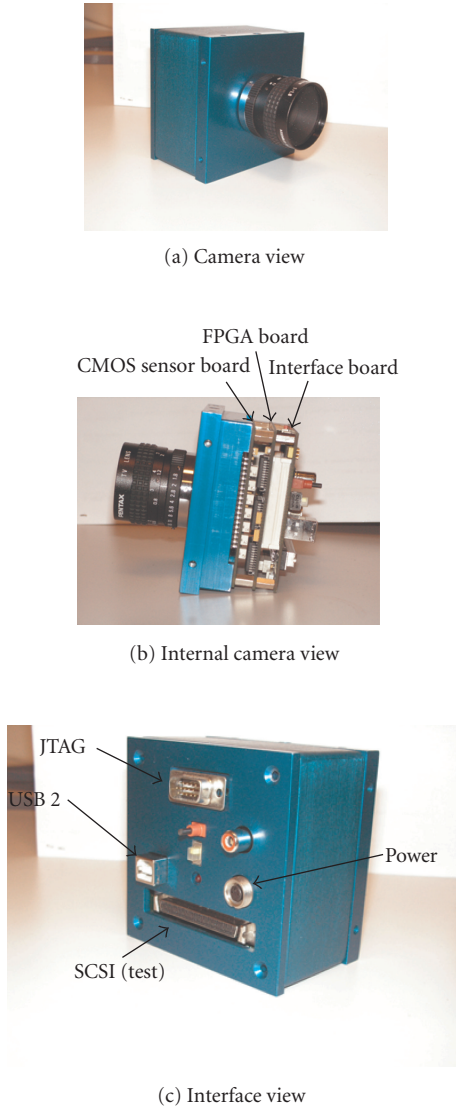 (a) Camera view
FPGA board
CMOS sensor board
Interface board
PENTAX
(b) Internal camera view
JTAG
USB 2
Power
SCSI (test)
(c) Interface view